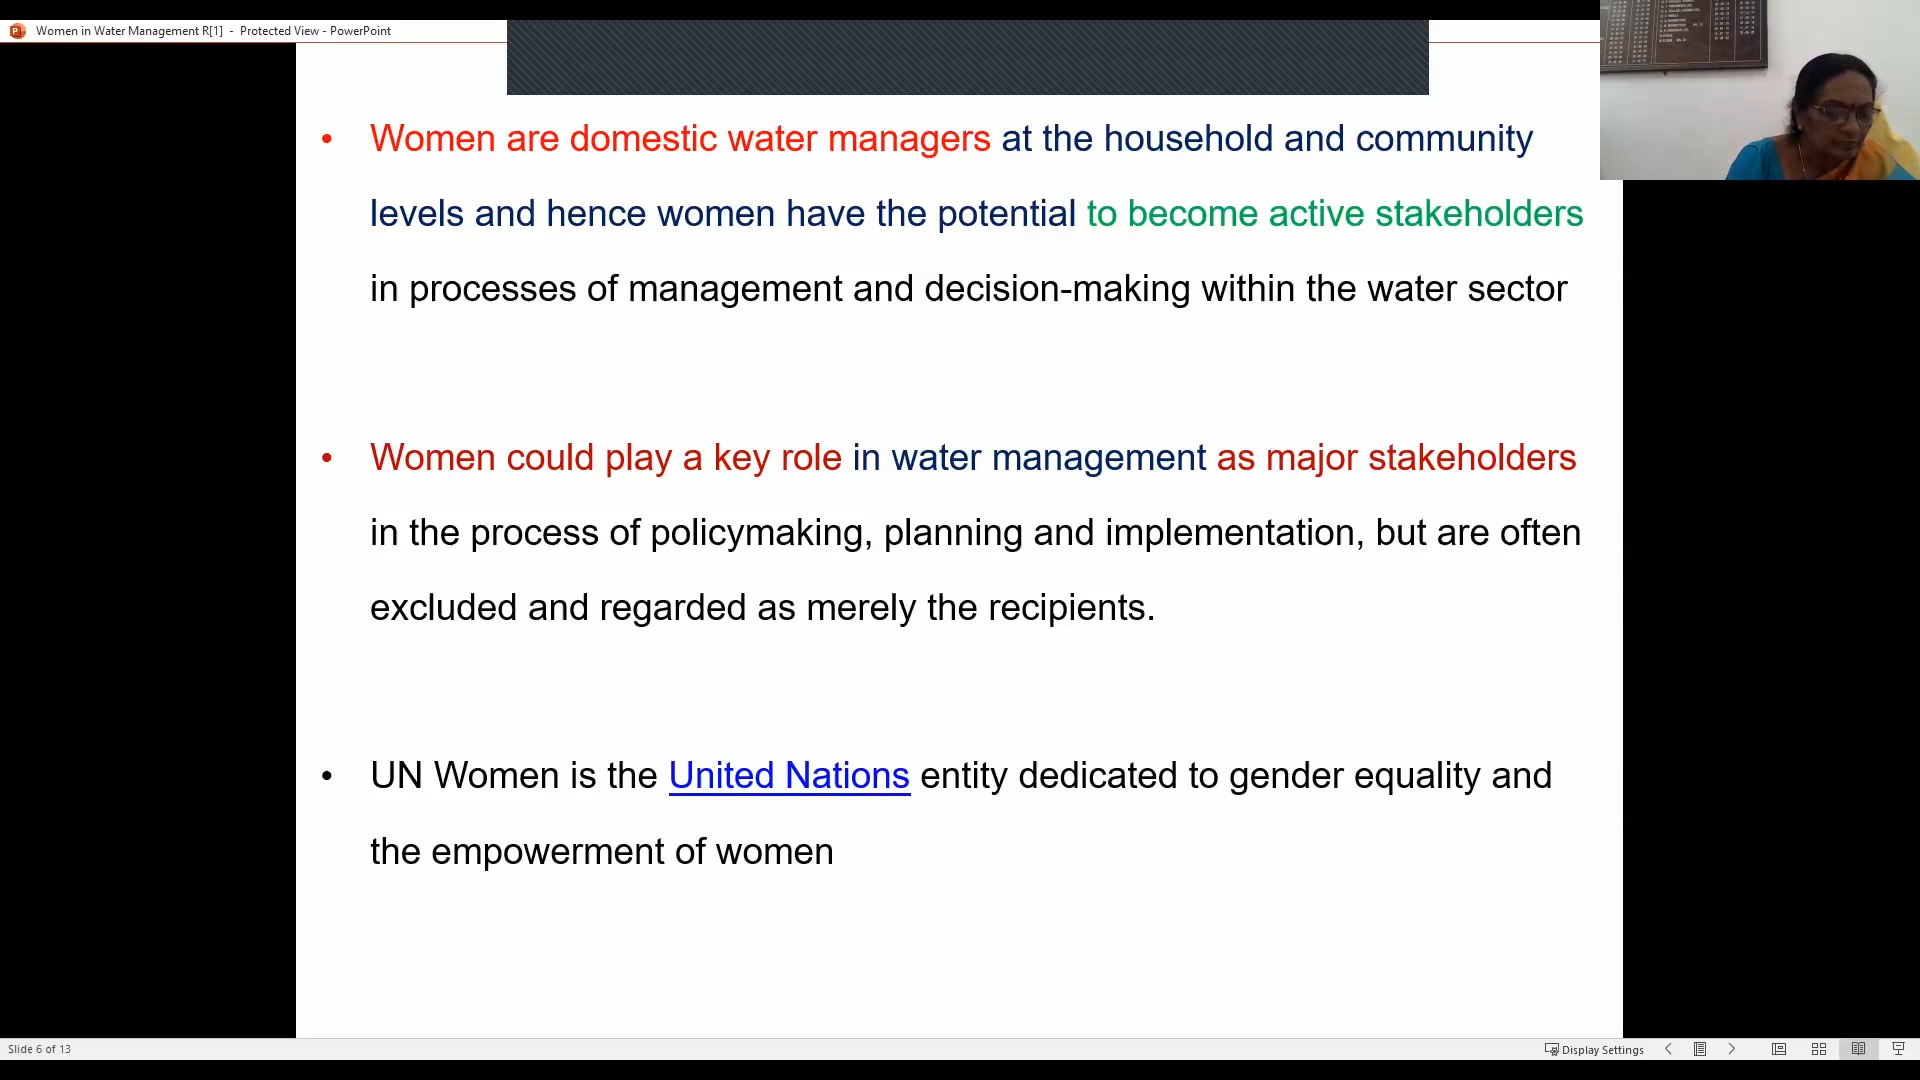 Women in Water Management R[1] - Protected View - PowerPoint
• Women are domestic water managers at the household and community
levels and hence women have the potential to become active stakeholders
in processes of management and decision-making within the water sector
• Women could play a key role in water management as major stakeholders
in the process of policymaking, planning and implementation, but are often
excluded and regarded as merely the recipients.
• UN Women is the United Nations entity dedicated to gender equality and
the empowerment of women
Slide 6 of 13
Display Settings